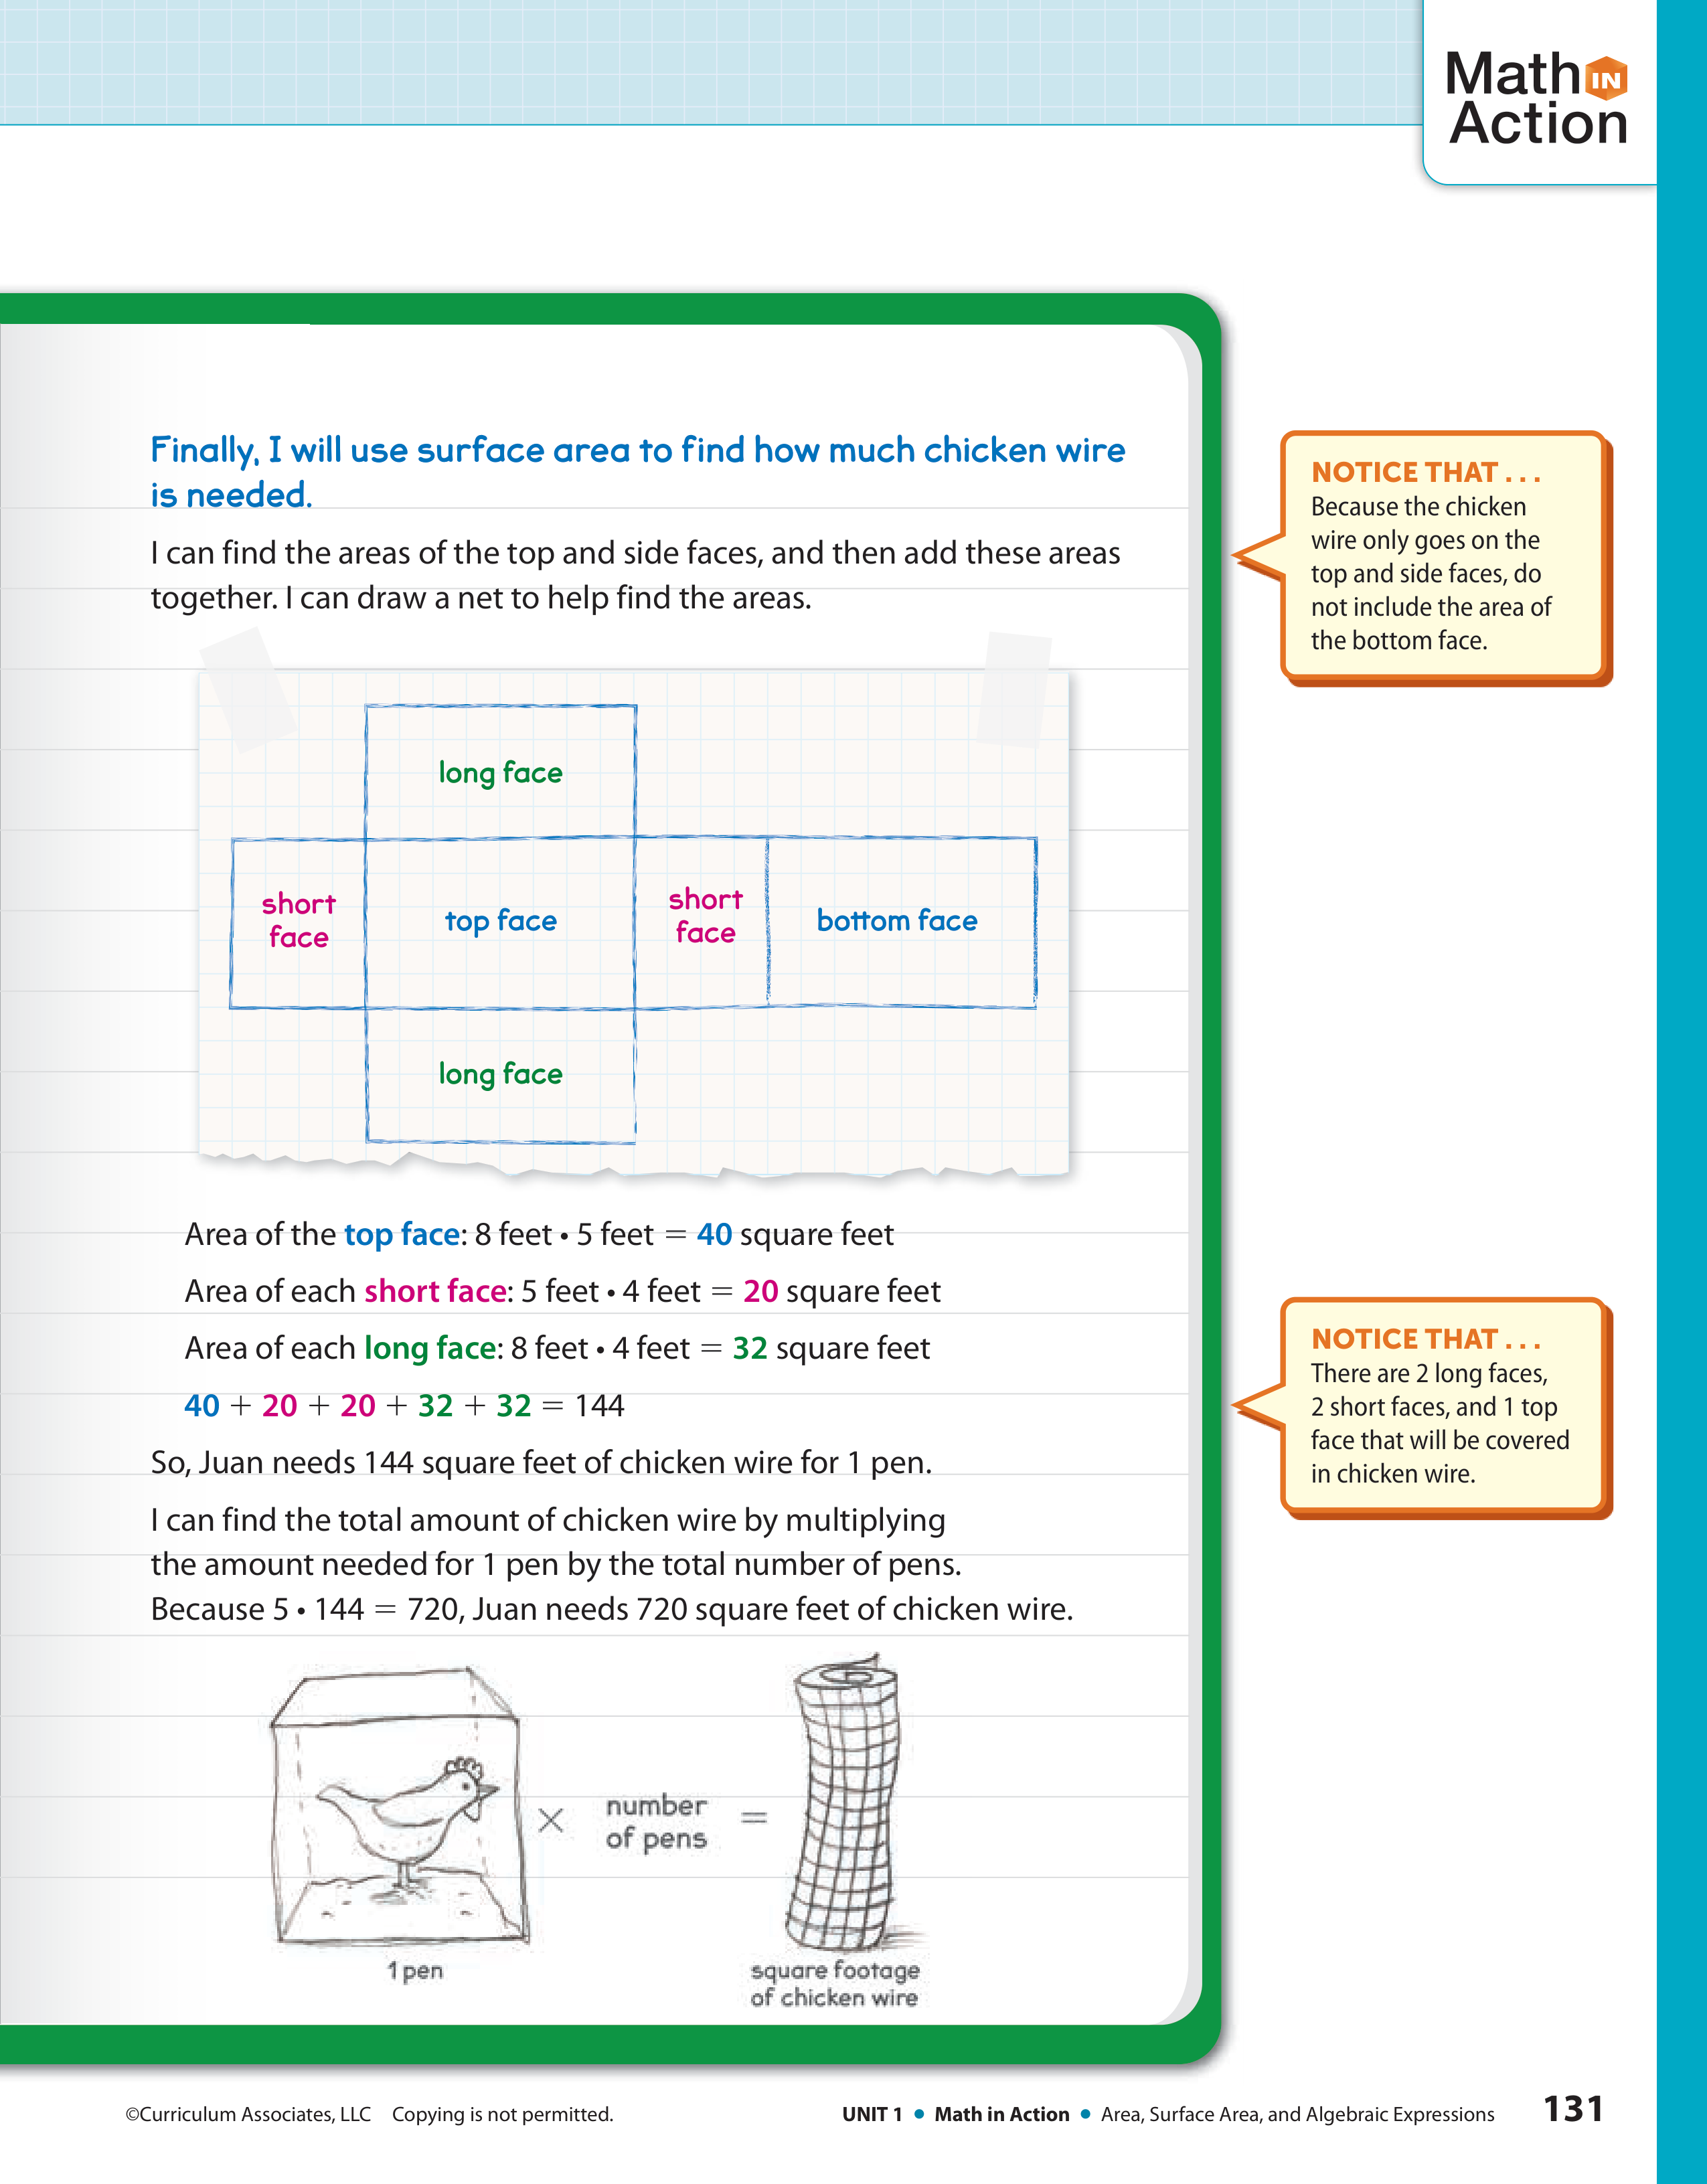 Math IN
Action
Finally, I will use surface area to find how much chicken wire
is needed.
I can find the areas of the top and side faces, and then add these areas
together. I can draw a net to help find the areas.
NOTICE THAT . . .
Because the chicken
wire only goes on the
top and side faces, do
not include the area of
the bottom face.
long face
short
face
top face
short
face
bottom face
long face
Area of the top face: 8 feet • 5 feet = 40 square feet
Area of each short face: 5 feet • 4 feet = 20 square feet
Area of each long face: 8 feet • 4 feet = 32 square feet
40 + 20 + 20 + 32 + 32 = 144
So, Juan needs 144 square feet of chicken wire for 1 pen.
I can find the total amount of chicken wire by multiplying
the amount needed for 1 pen by the total number of pens.
Because 5 • 144 = 720, Juan needs 720 square feet of chicken wire.
NOTICE THAT . . .
There are 2 long faces,
2 short faces, and 1 top
face that will be covered
in chicken wire.
×
number
of pens
=
1 pen
square footage
of chicken wire
©Curriculum Associates, LLC Copying is not permitted.
UNIT 1 • Math in Action • Area, Surface Area, and Algebraic Expressions 131